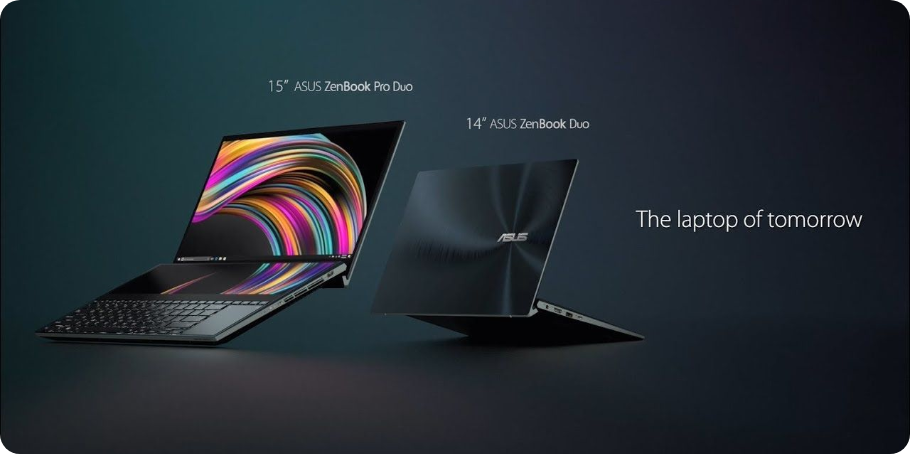 15" ASUS ZenBook Pro Duo
14" ASUS ZenBook Duo
ASUS
The laptop of tomorrow